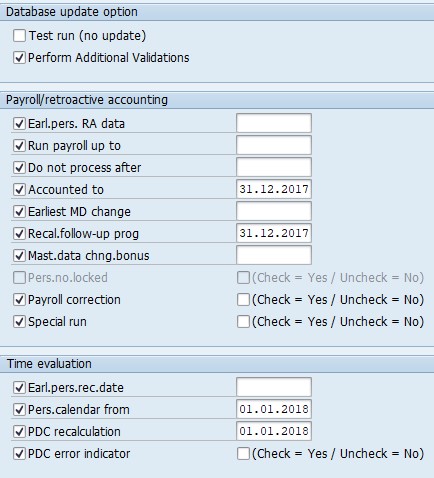 Database update option
Test run (no update)
Perform Additional Validations
Payroll/retroactive accounting
Earl.pers. RA data
Run payroll up to
Do not process after
Accounted to 31.12.2017
Earliest MD change
Recal.follow-up prog 31.12.2017
Mast.data chng.bonus
Pers.no.locked (Check = Yes / Uncheck = No)
Payroll correction (Check = Yes / Uncheck = No)
Special run (Check = Yes / Uncheck = No)
Time evaluation
Earl.pers.rec.date
Pers.calendar from 01.01.2018
PDC recalculation 01.01.2018
PDC error indicator (Check = Yes / Uncheck = No)